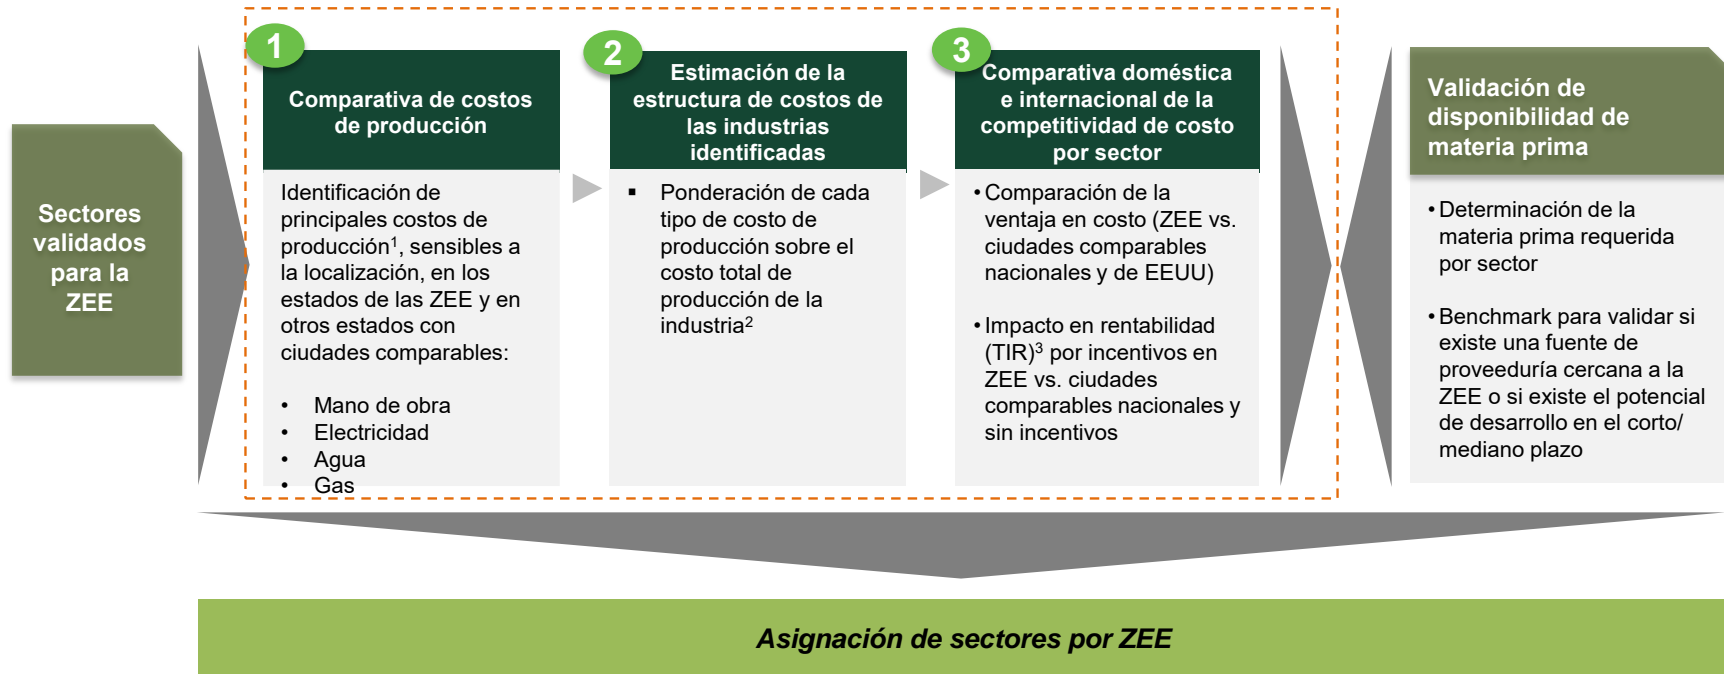 Sectores
validados
para la
ZEE
1
Comparativa de costos
de producción
Identificación de
principales costos de
producción¹, sensibles a
la localización, en los
estados de las ZEE y en
otros estados con
ciudades comparables:
• Mano de obra
• Electricidad
• Agua
• Gas
2
Estimación de la
estructura de costos de
las industrias
identificadas
▪ Ponderación de cada
tipo de costo de
producción sobre el
costo total de
producción de la
industria²
3
Comparativa doméstica
e internacional de la
competitividad de costo
por sector
• Comparación de la
ventaja en costo (ZEE vs.
ciudades comparables
nacionales y de EEUU)
• Impacto en rentabilidad
(TIR)³ por incentivos en
ZEE vs. ciudades
comparables nacionales y
sin incentivos
Validación de
disponibilidad de
materia prima
• Determinación de la
materia prima requerida
por sector
• Benchmark para validar si
existe una fuente de
proveeduría cercana a la
ZEE o si existe el potencial
de desarrollo en el corto/
mediano plazo
Asignación de sectores por ZEE